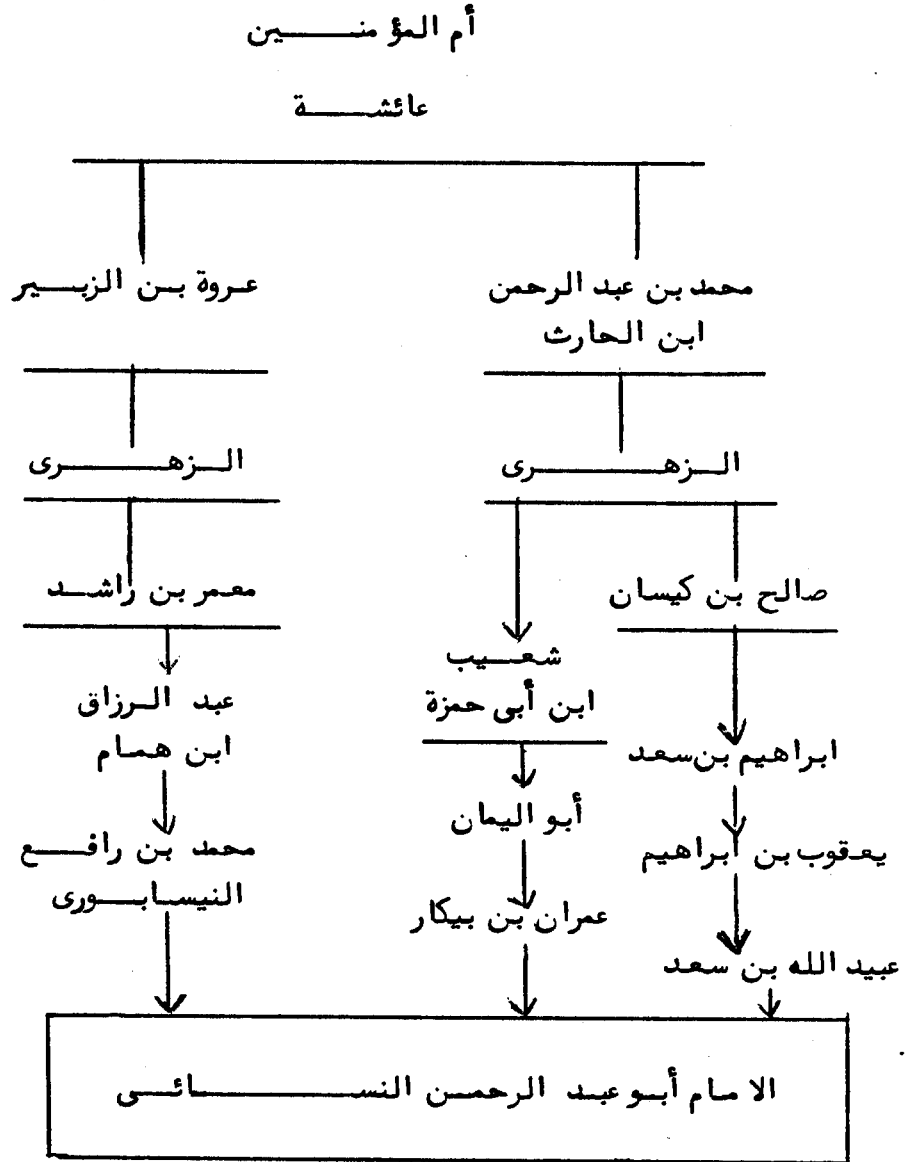 أم المؤمنين
عائشة
محمد بن عبد الرحمن
ابن الحارث
عروة بن الزبير
الزهرى
الزهرى
صالح بن كيسان
معمر بن راشد
شعيب
ابن أبى حمزة
عبد الرزاق
ابن همام
ابراهيم بن سعد
أبو اليمان
يعقوب بن ابراهيم
محمد بن رافع
النيسابورى
عمران بن بيكار
عبيد الله بن سعد
الامام أبو عبد الرحمن النسائى